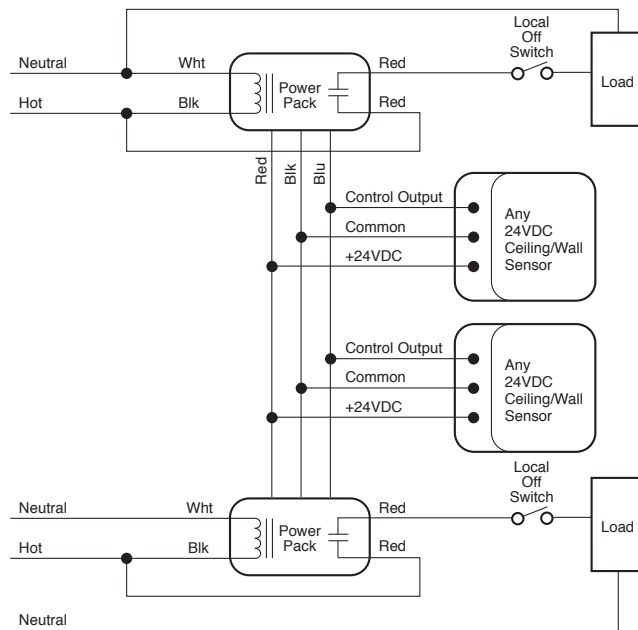 Local
Off
Switch
Neutral
Wht
Red
Power
Pack
Load
Hot
Blk
Red
Red
Blk
Blu
Control Output
Common
+24VDC
Any
24VDC
Ceiling/Wall
Sensor
Control Output
Common
+24VDC
Any
24VDC
Ceiling/Wall
Sensor
Local
Off
Switch
Neutral
Wht
Red
Power
Pack
Load
Hot
Blk
Red
Neutral